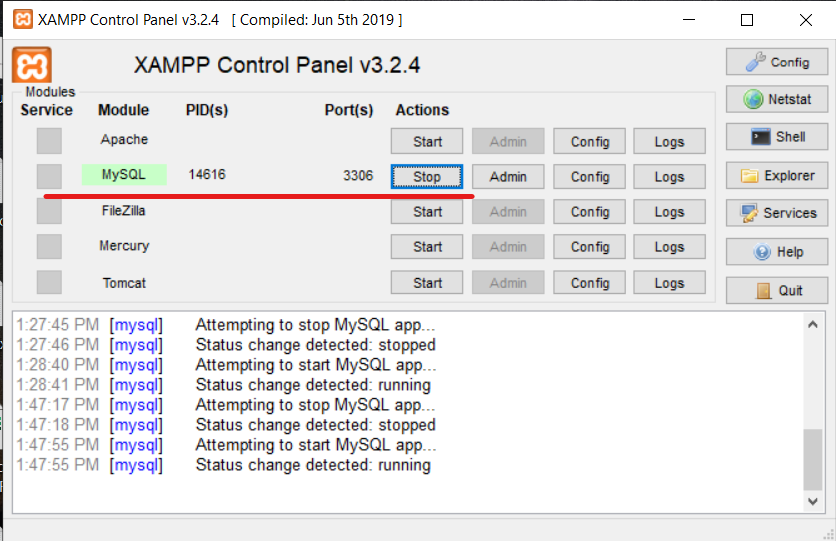 XAMPP Control Panel v3.2.4 [ Compiled: Jun 5th 2019 ]
XAMPP Control Panel v3.2.4
Config
Modules
Service Module PID(s) Port(s) Actions
Netstat
Apache Start Admin Config Logs
Shell
MySQL 14616 3306 Stop Admin Config Logs
Explorer
FileZilla Start Admin Config Logs
Services
Mercury Start Admin Config Logs
Help
Tomcat Start Admin Config Logs
Quit
1:27:45 PM [mysql] Attempting to stop MySQL app...
1:27:46 PM [mysql] Status change detected: stopped
1:28:40 PM [mysql] Attempting to start MySQL app...
1:28:41 PM [mysql] Status change detected: running
1:47:17 PM [mysql] Attempting to stop MySQL app...
1:47:18 PM [mysql] Status change detected: stopped
1:47:55 PM [mysql] Attempting to start MySQL app...
1:47:55 PM [mysql] Status change detected: running